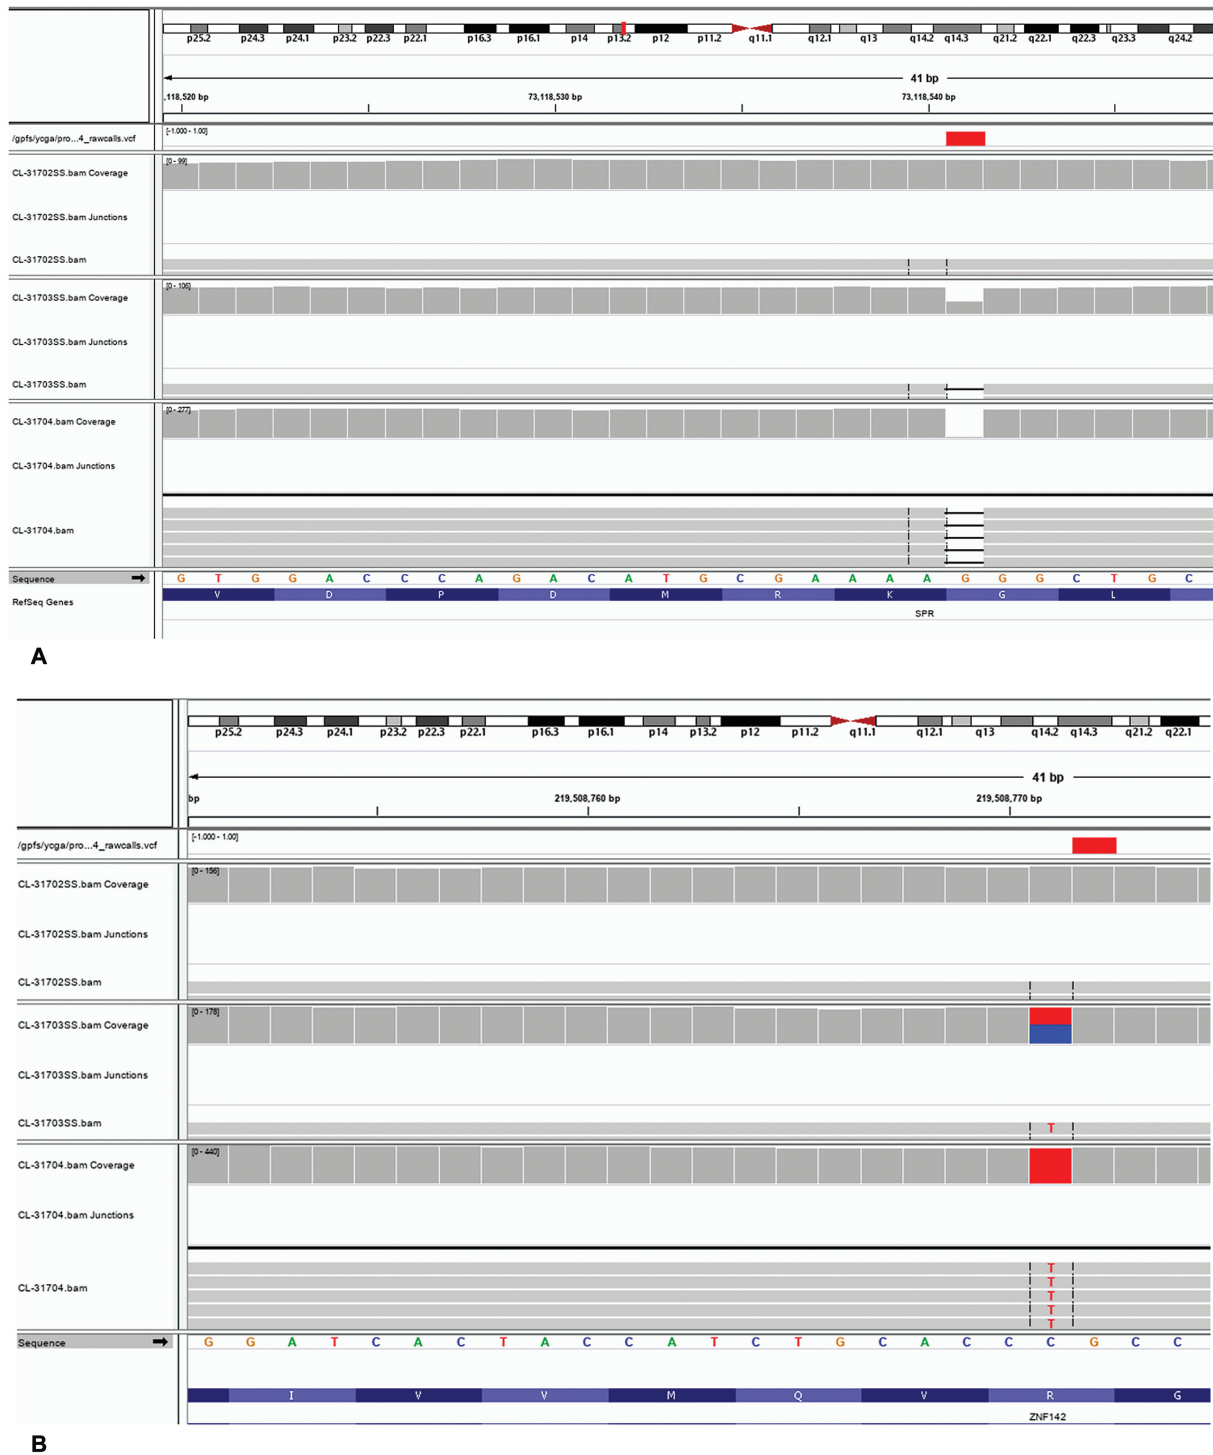 p25.2 p24.3 p24.1 p23.2 p22.3 p22.1 p16.3 p16.1 p14 p13.2 p12 p11.2 q11.1 q12.1 q13 q14.2 q14.3 q21.2 q22.1 q22.3 q23.3 q24.2
41 bp
,118,520 bp 73,118,530 bp 73,118,540 bp
/gpfs/ycga/pro...4_rawcalls.vcf [-1.000 - 1.00]
CL-31702SS.bam Coverage [0 - 99]
CL-31702SS.bam Junctions
CL-31702SS.bam
CL-31703SS.bam Coverage [0 - 106]
CL-31703SS.bam Junctions
CL-31703SS.bam
CL-31704.bam Coverage [0 - 277]
CL-31704.bam Junctions
CL-31704.bam
Sequence G T G G A C C C A G A C A T G C G A A A A G G G C T G C
RefSeq Genes V D P D M R K G L
SPR
A
p25.2 p24.3 p24.1 p23.2 p22.3 p22.1 p16.3 p16.1 p14 p13.2 p12 p11.2 q11.1 q12.1 q13 q14.2 q14.3 q21.2 q22.1
41 bp
bp 219,508,760 bp 219,508,770 bp
/gpfs/ycga/pro...4_rawcalls.vcf [-1.000 - 1.00]
CL-31702SS.bam Coverage [0 - 156]
CL-31702SS.bam Junctions
CL-31702SS.bam
CL-31703SS.bam Coverage [0 - 178]
CL-31703SS.bam Junctions
CL-31703SS.bam T
CL-31704.bam Coverage [0 - 440]
CL-31704.bam Junctions
T
T
CL-31704.bam T
T
T
Sequence G G A T C A C T A C C A T C T G C A C C C G C C
I V V M Q V R G
ZNF142
B